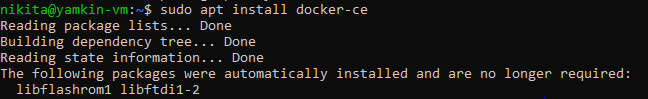 nikita@yamkin-vm:~$ sudo apt install docker-ce
Reading package lists... Done
Building dependency tree... Done
Reading state information... Done
The following packages were automatically installed and are no longer required:
  libflashrom1 libftdi1-2